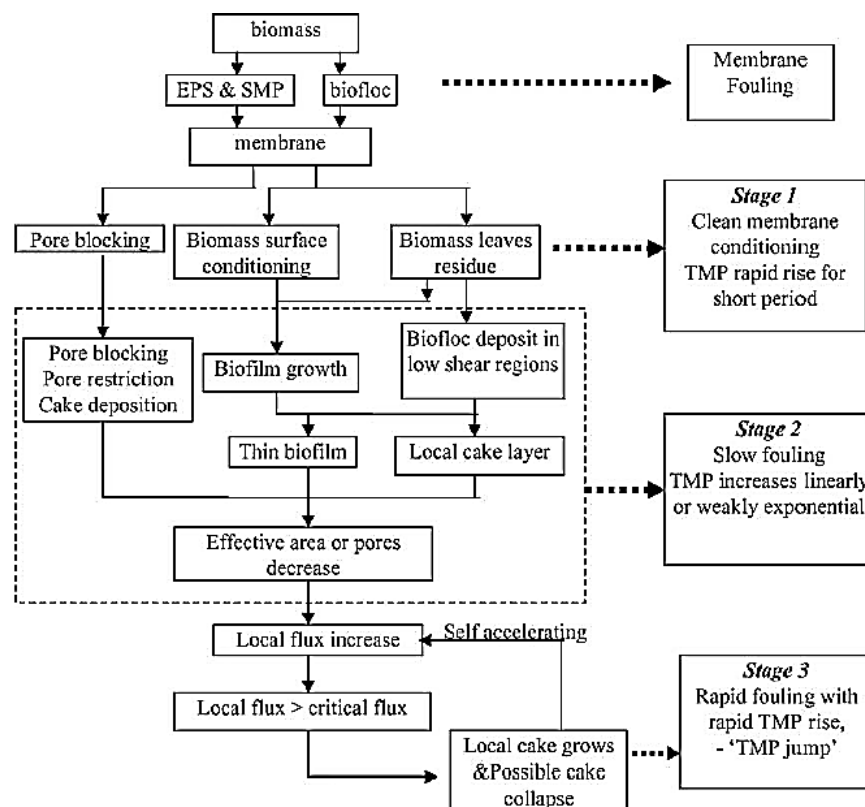 biomass
EPS & SMP
biofloc
membrane
Membrane
Fouling
Pore blocking
Biomass surface
conditioning
Biomass leaves
residue
Stage 1
Clean membrane
conditioning
TMP rapid rise for
short period
Pore blocking
Pore restriction
Cake deposition
Biofilm growth
Biofloc deposit in
low shear regions
Thin biofilm
Local cake layer
Effective area or pores
decrease
Stage 2
Slow fouling
TMP increases linearly
or weakly exponential
Local flux increase
Self accelerating
Local flux > critical flux
Local cake grows
&Possible cake
collapse
Stage 3
Rapid fouling with
rapid TMP rise,
- ‘TMP jump’